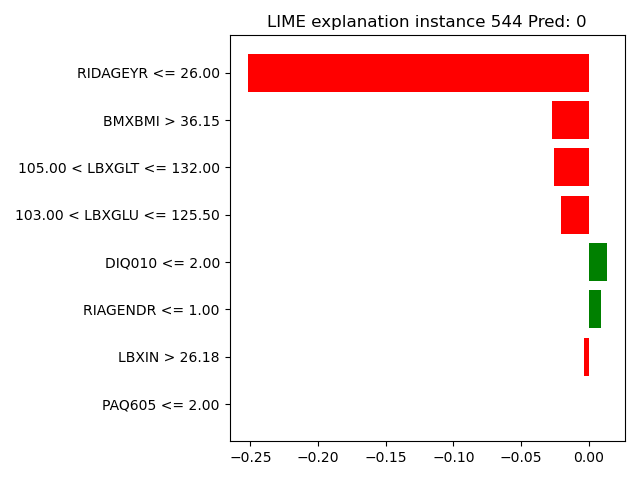 LIME explanation instance 544 Pred: 0
RIDAGEYR <= 26.00
BMXBMI > 36.15
105.00 < LBXGLT <= 132.00
103.00 < LBXGLU <= 125.50
DIQ010 <= 2.00
RIAGENDR <= 1.00
LBXIN > 26.18
PAQ605 <= 2.00
−0.25 −0.20 −0.15 −0.10 −0.05 0.00